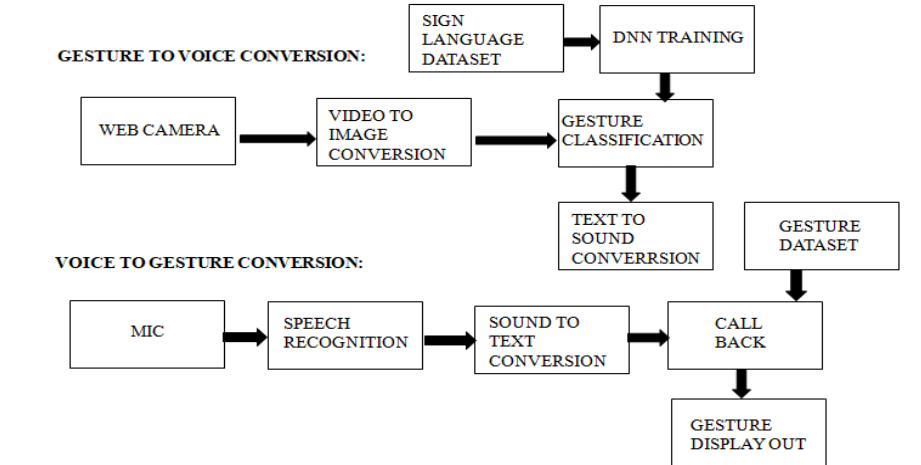 SIGN
LANGUAGE
DATASET
DNN TRAINING
GESTURE TO VOICE CONVERSION:
WEB CAMERA
VIDEO TO
IMAGE
CONVERSION
GESTURE
CLASSIFICATION
TEXT TO
SOUND
CONVERRSION
GESTURE
DATASET
VOICE TO GESTURE CONVERSION:
MIC
SPEECH
RECOGNITION
SOUND TO
TEXT
CONVERSION
CALL
BACK
GESTURE
DISPLAY OUT